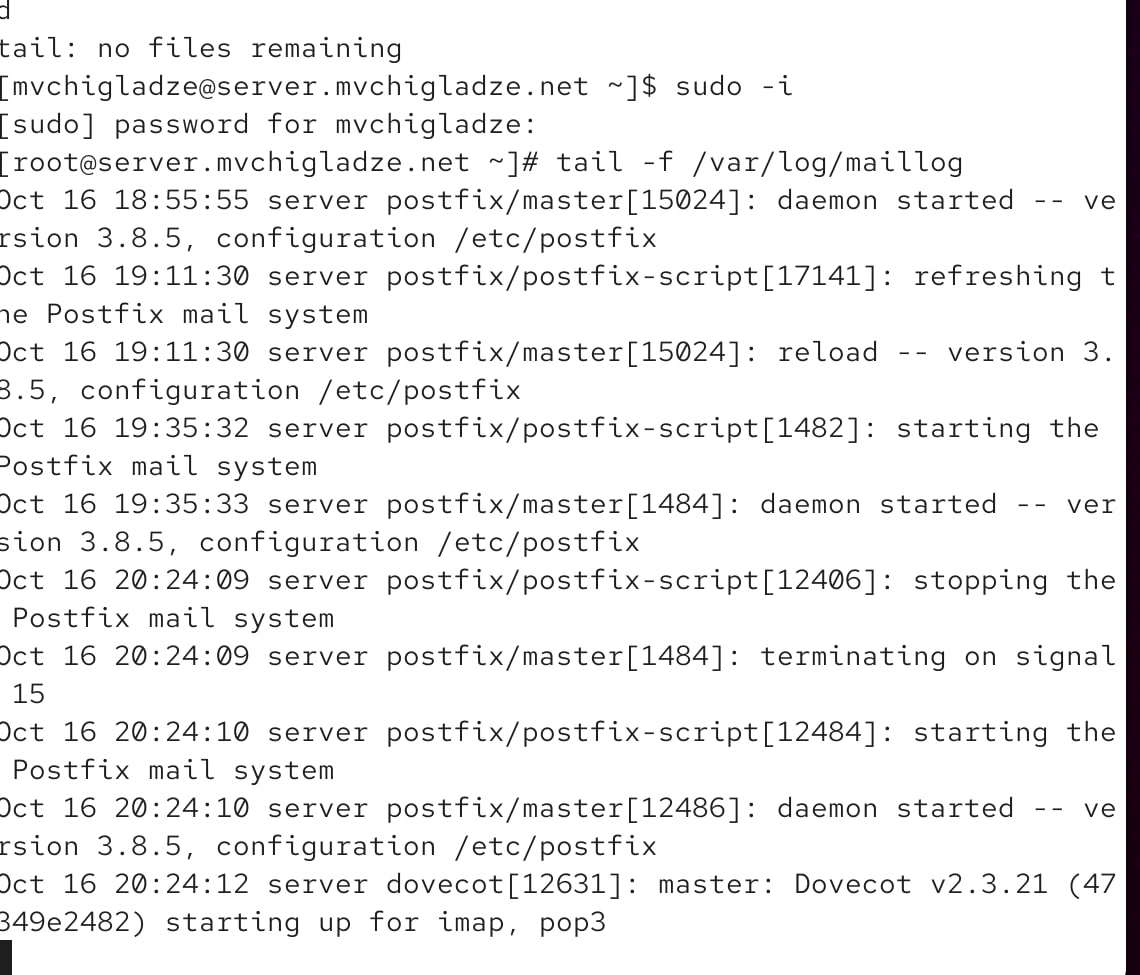 d
tail: no files remaining
[mvchigladze@server.mvchigladze.net ~]$ sudo -i
[sudo] password for mvchigladze:
[root@server.mvchigladze.net ~]# tail -f /var/log/maillog
Oct 16 18:55:55 server postfix/master[15024]: daemon started -- ve
rsion 3.8.5, configuration /etc/postfix
Oct 16 19:11:30 server postfix/postfix-script[17141]: refreshing t
he Postfix mail system
Oct 16 19:11:30 server postfix/master[15024]: reload -- version 3.
8.5, configuration /etc/postfix
Oct 16 19:35:32 server postfix/postfix-script[1482]: starting the
Postfix mail system
Oct 16 19:35:33 server postfix/master[1484]: daemon started -- ver
sion 3.8.5, configuration /etc/postfix
Oct 16 20:24:09 server postfix/postfix-script[12406]: stopping the
 Postfix mail system
Oct 16 20:24:09 server postfix/master[1484]: terminating on signal
 15
Oct 16 20:24:10 server postfix/postfix-script[12484]: starting the
 Postfix mail system
Oct 16 20:24:10 server postfix/master[12486]: daemon started -- ve
rsion 3.8.5, configuration /etc/postfix
Oct 16 20:24:12 server dovecot[12631]: master: Dovecot v2.3.21 (47
349e2482) starting up for imap, pop3